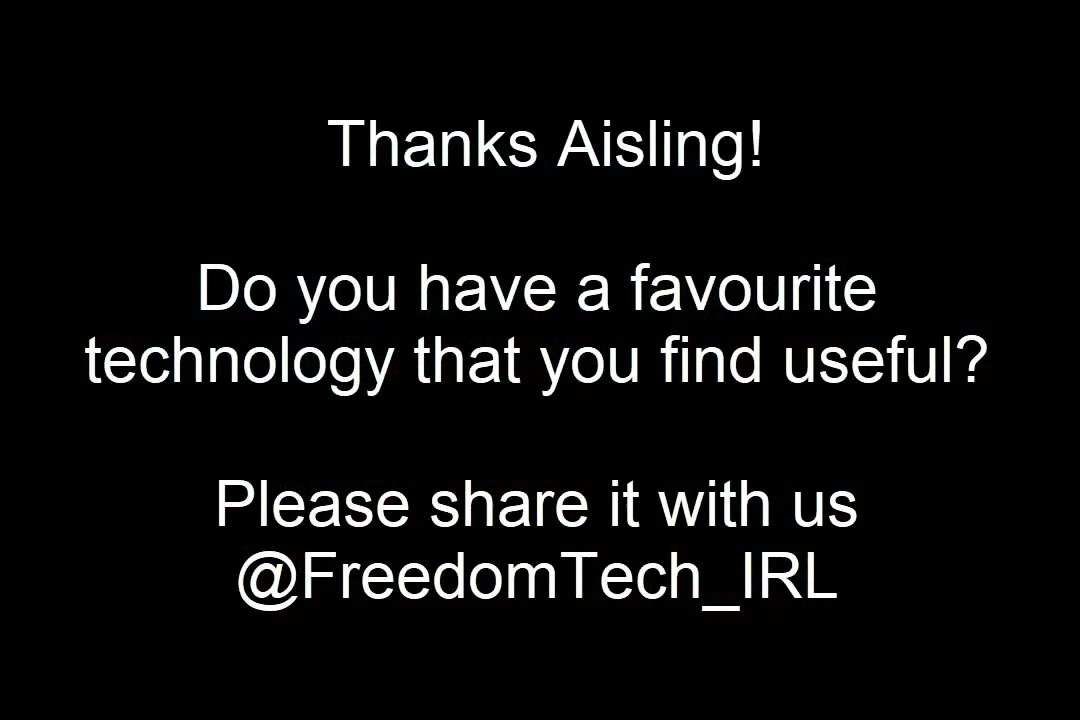 Thanks Aisling!
Do you have a favourite
technology that you find useful?
Please share it with us
@FreedomTech_IRL